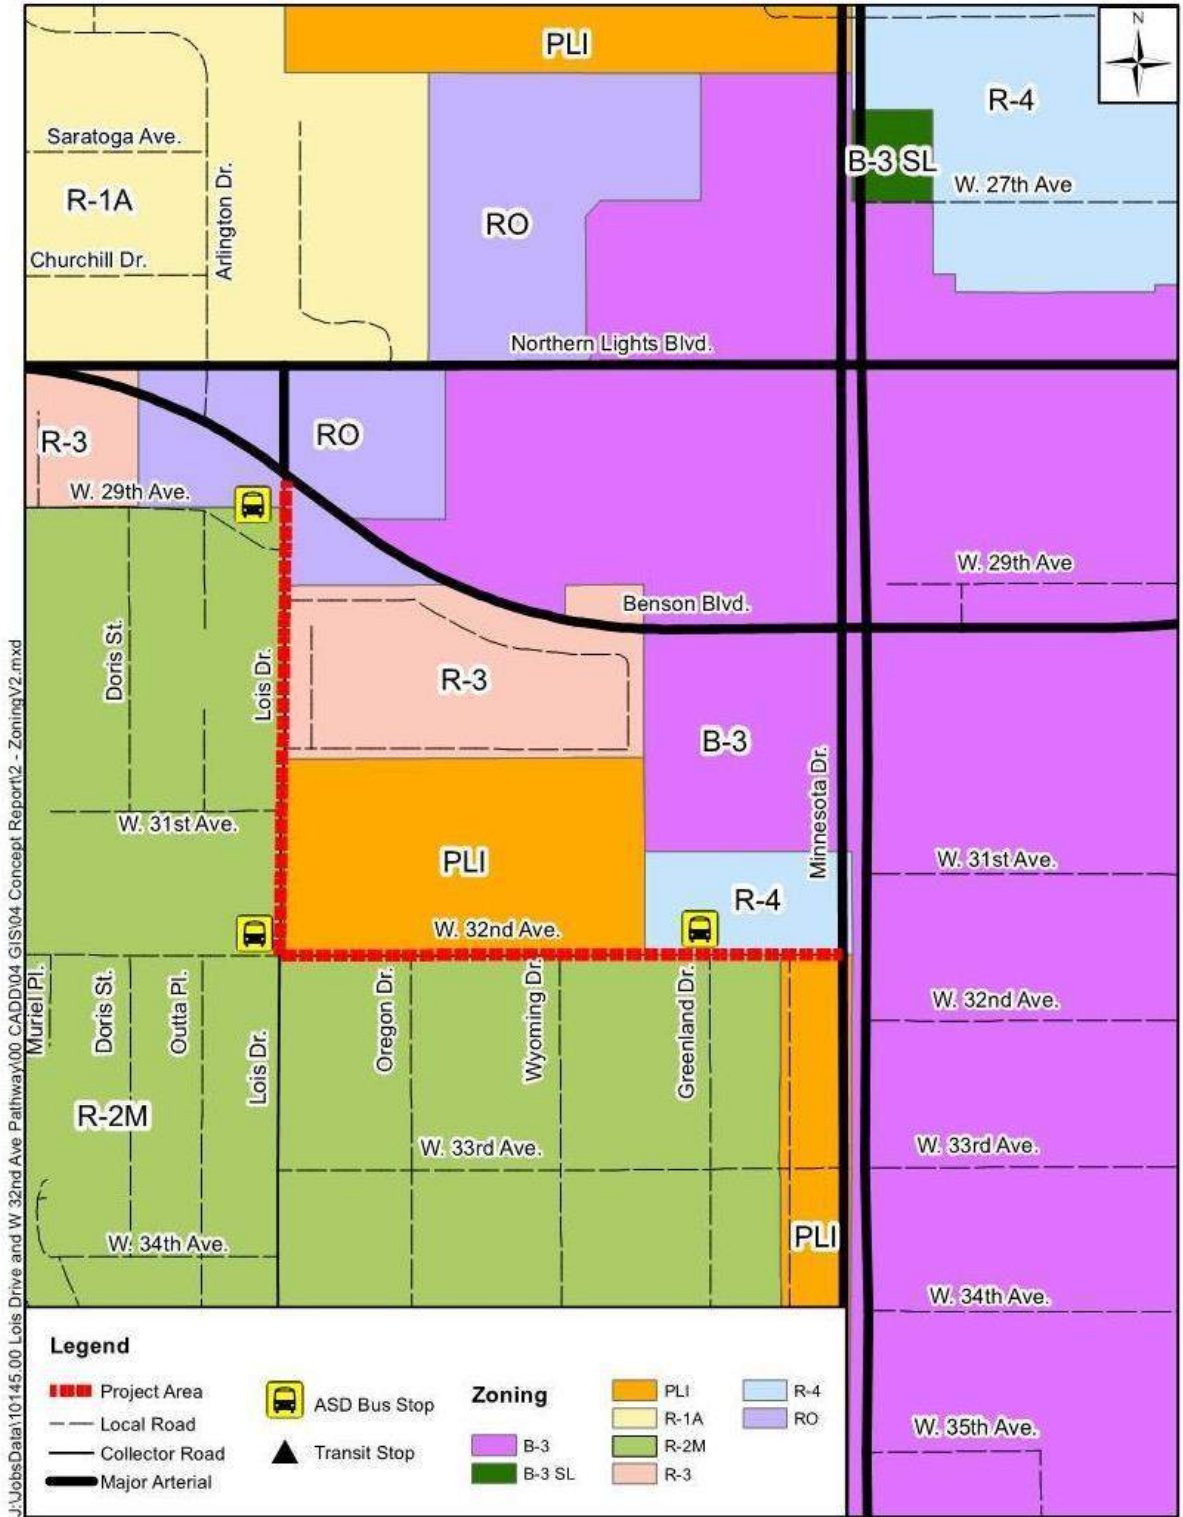 PLI
N
R-4
Saratoga Ave.
B-3 SL
R-1A
W. 27th Ave
Arlington Dr.
RO
Churchill Dr.
Northern Lights Blvd.
R-3
RO
W. 29th Ave.
W. 29th Ave
Benson Blvd.
Doris St.
Lois Dr.
R-3
B-3
Minnesota Dr.
W. 31st Ave.
PLI
W. 31st Ave.
R-4
W. 32nd Ave.
Muriel Pl.
Doris St.
Outta Pl.
Lois Dr.
Oregon Dr.
Wyoming Dr.
Greenland Dr.
W. 32nd Ave.
R-2M
W. 33rd Ave.
W. 33rd Ave.
W. 34th Ave.
PLI
W. 34th Ave.
W. 35th Ave.
J:\JobsData\10145.00 Lois Drive and W 32nd Ave Pathway\00 CADD\04 GIS\04 Concept Report\2 - ZoningV2.mxd
Legend
Project Area
Local Road
Collector Road
Major Arterial
ASD Bus Stop
Transit Stop
Zoning
B-3
B-3 SL
PLI
R-1A
R-2M
R-3
R-4
RO